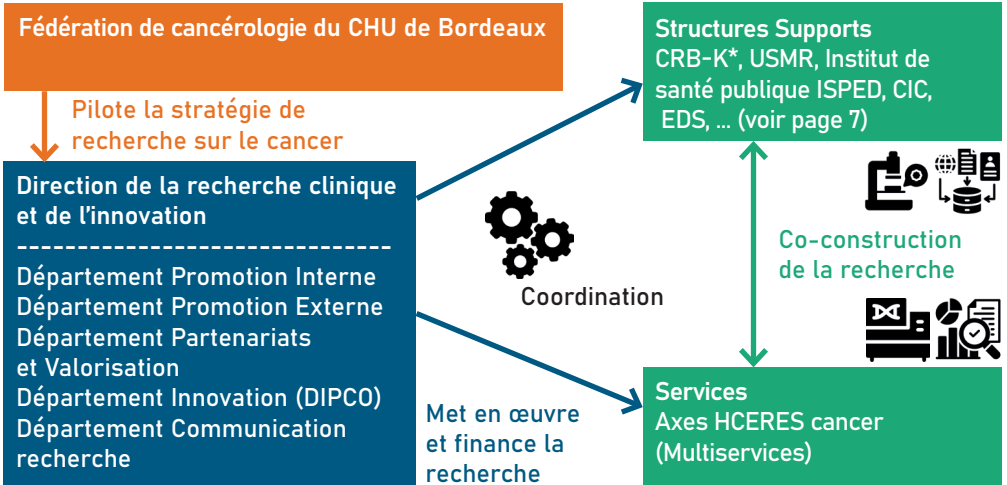 Fédération de cancérologie du CHU de Bordeaux
Pilote la stratégie de
recherche sur le cancer
Direction de la recherche clinique
et de l'innovation
--------------------------------
Département Promotion Interne
Département Promotion Externe
Département Partenariats
et Valorisation
Département Innovation (DIPCO)
Département Communication
recherche
Coordination
Met en œuvre
et finance la
recherche
Structures Supports
CRB-K*, USMR, Institut de
santé publique ISPED, CIC,
EDS, ... (voir page 7)
Co-construction
de la recherche
Services
Axes HCERES cancer
(Multiservices)